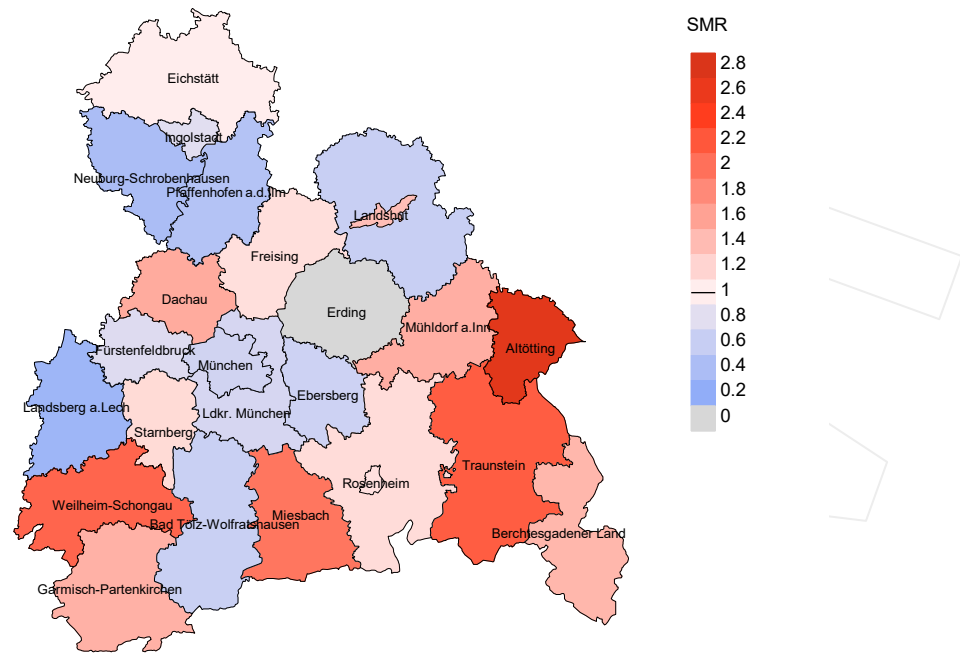 SMR
2.8
2.6
2.4
2.2
2
1.8
1.6
1.4
1.2
1
0.8
0.6
0.4
0.2
0
Eichstätt
Ingolstadt
Neuburg-Schrobenhausen
Pfaffenhofen a.d.Ilm
Landshut
Freising
Dachau
Erding
Mühldorf a.Inn
Altötting
Fürstenfeldbruck
München
Ebersberg
Landsberg a.Lech
Ldkr. München
Starnberg
Traunstein
Rosenheim
Weilheim-Schongau
Miesbach
Bad Tölz-Wolfratshausen
Berchtesgadener Land
Garmisch-Partenkirchen